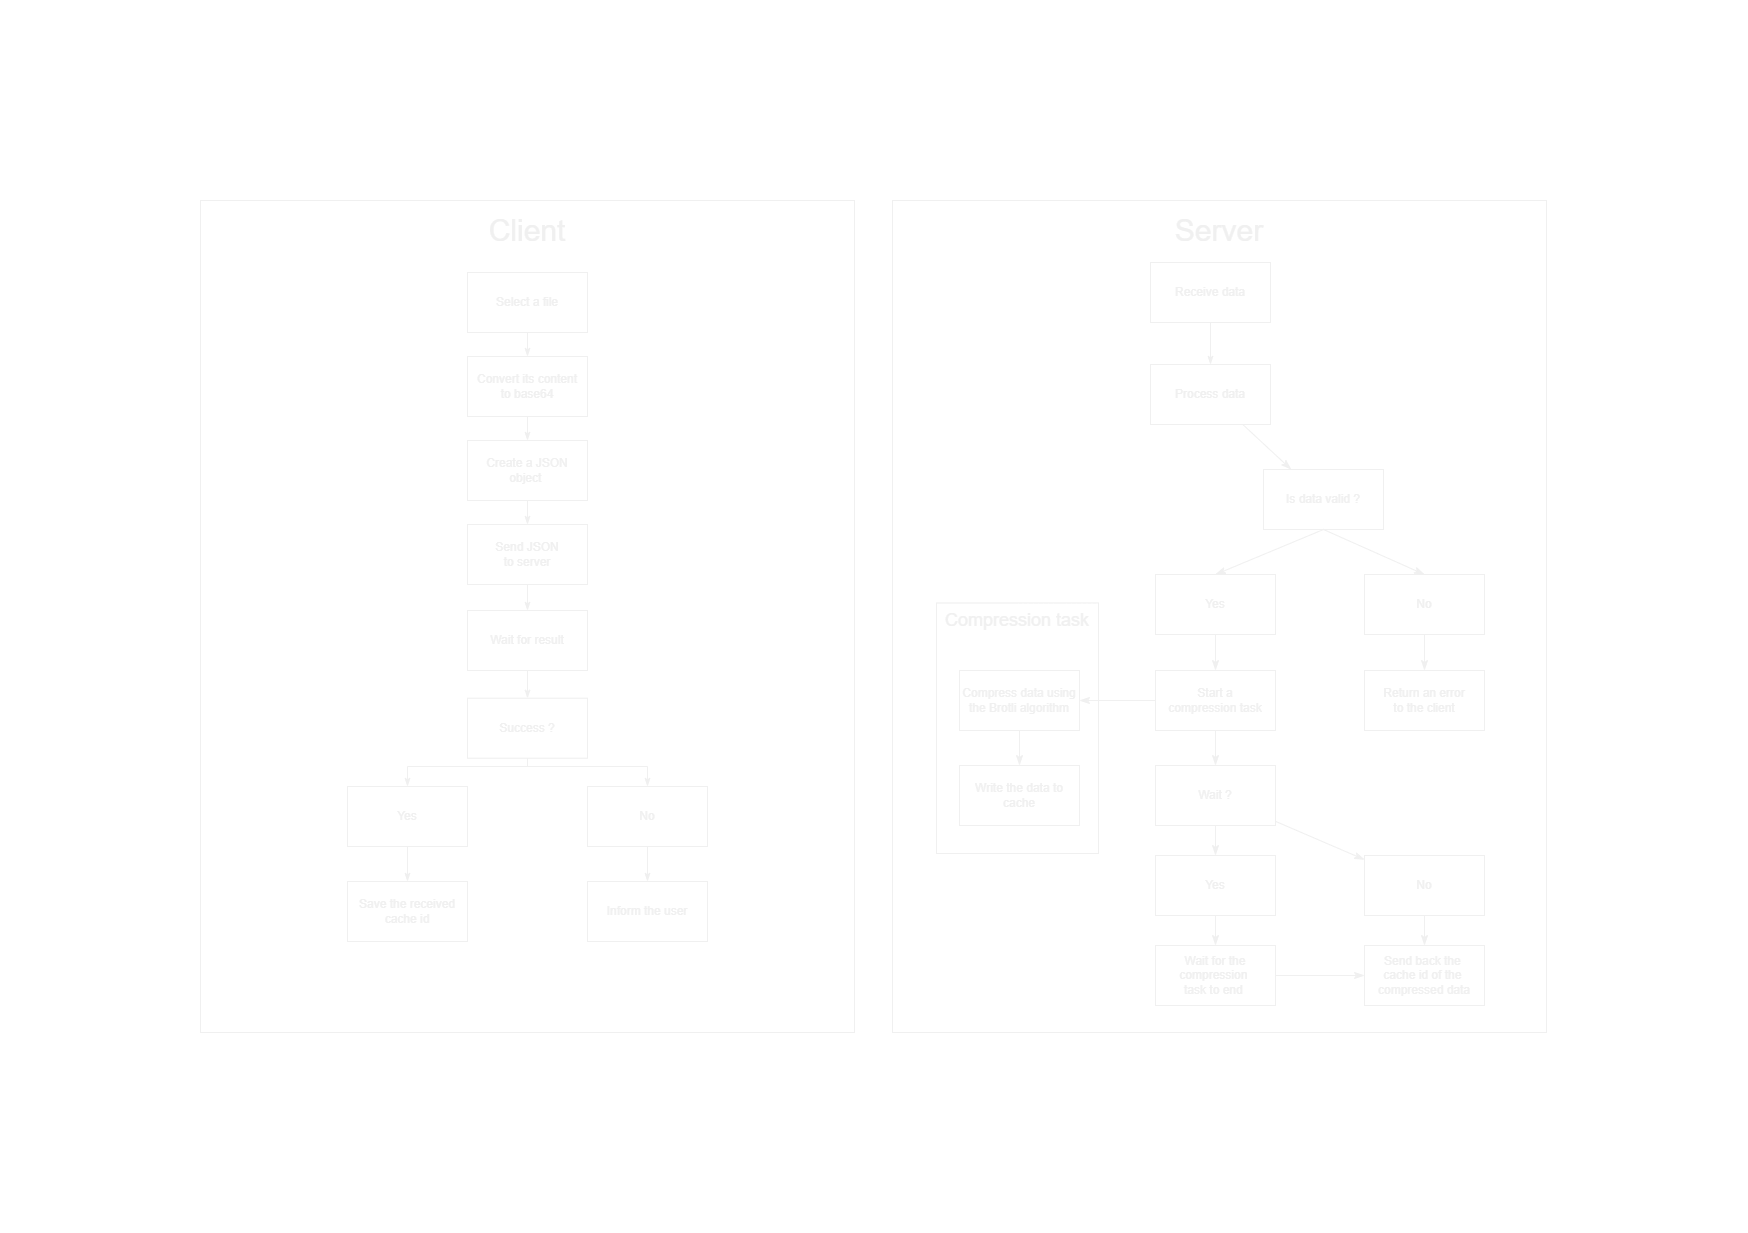 Client
Select a file
Convert its content
to base64
Create a JSON
object
Send JSON
to server
Wait for result
Success ?
Yes
No
Save the received
cache id
Inform the user
Server
Receive data
Process data
Is data valid ?
Yes
No
Compression task
Compress data using
the Brotli algorithm
Write the data to
cache
Start a
compression task
Return an error
to the client
Wait ?
Yes
No
Wait for the
compression
task to end
Send back the
cache id of the
compressed data